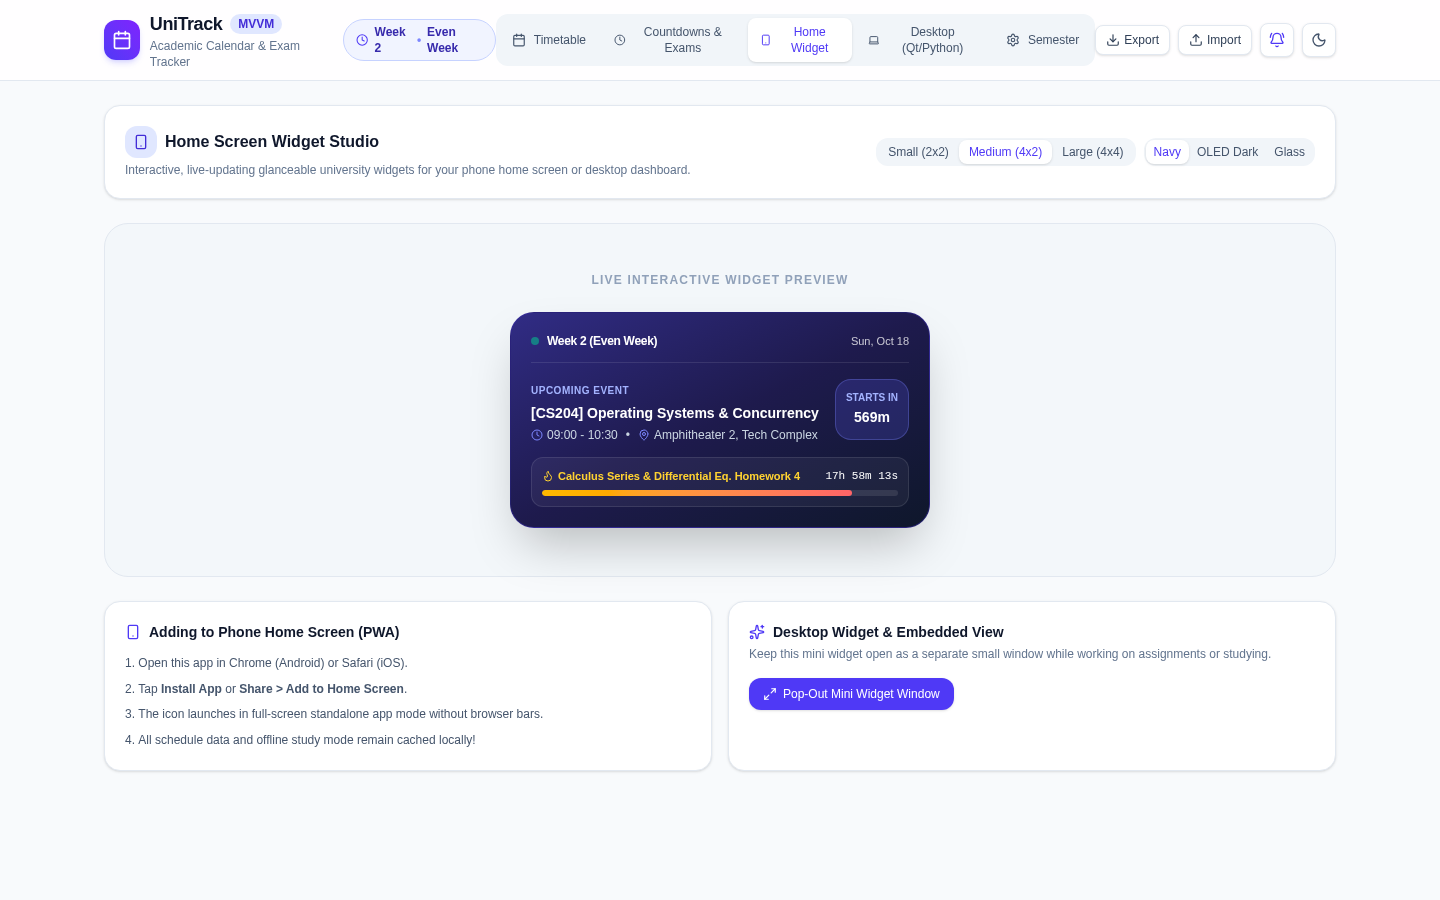 UniTrack MVVM
Academic Calendar & Exam
Tracker
Week
2
•
Even
Week
Timetable
Countdowns &
Exams
Home
Widget
Desktop
(Qt/Python)
Semester
Export
Import
Home Screen Widget Studio
Interactive, live-updating glanceable university widgets for your phone home screen or desktop dashboard.
Small (2x2) Medium (4x2) Large (4x4)
Navy OLED Dark Glass
LIVE INTERACTIVE WIDGET PREVIEW
Week 2 (Even Week) Sun, Oct 18
UPCOMING EVENT
[CS204] Operating Systems & Concurrency
09:00 - 10:30 • Amphitheater 2, Tech Complex
STARTS IN
569m
Calculus Series & Differential Eq. Homework 4 17h 58m 13s
Adding to Phone Home Screen (PWA)
1. Open this app in Chrome (Android) or Safari (iOS).
2. Tap Install App or Share > Add to Home Screen.
3. The icon launches in full-screen standalone app mode without browser bars.
4. All schedule data and offline study mode remain cached locally!
Desktop Widget & Embedded View
Keep this mini widget open as a separate small window while working on assignments or studying.
Pop-Out Mini Widget Window